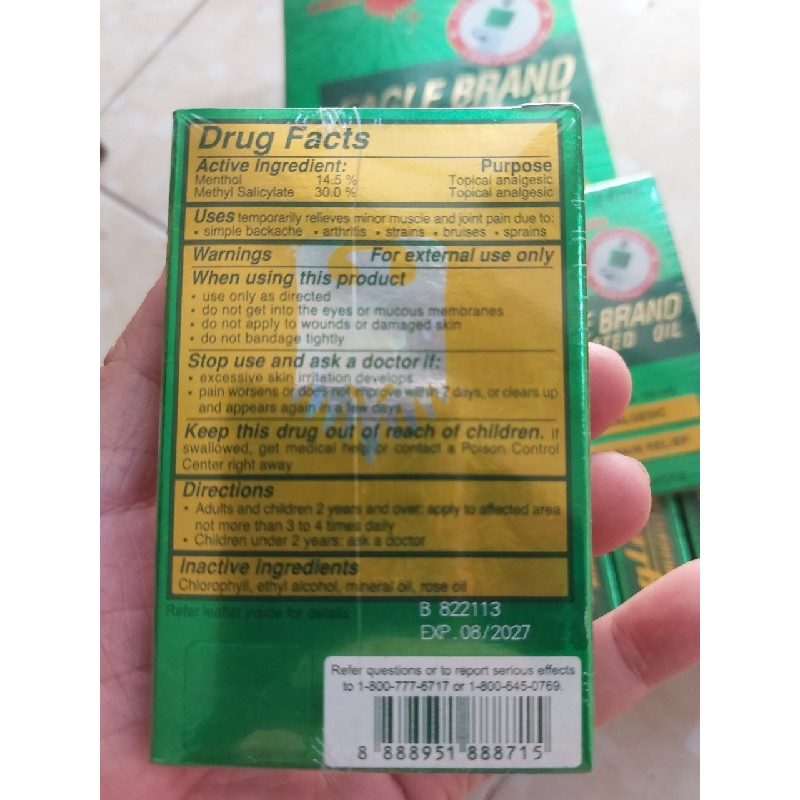 EAGLE BRAND
OIL
Drug Facts
Active Ingredient: Purpose
Menthol 14.5 % Topical analgesic
Methyl Salicylate 30.0 % Topical analgesic
Uses temporarily relieves minor muscle and joint pain due to:
• simple backache • arthritis • strains • bruises • sprains
Warnings For external use only
When using this product
• use only as directed
• do not get into the eyes or mucous membranes
• do not apply to wounds or damaged skin
• do not bandage tightly
Stop use and ask a doctor if:
• excessive skin irritation develops
• pain worsens or does not improve within 7 days, or clears up
and appears again in a few days
Keep this drug out of reach of children. If
swallowed, get medical help or contact a Poison Control
Center right away
Directions
• Adults and children 2 years and over: apply to affected area
not more than 3 to 4 times daily
• Children under 2 years: ask a doctor
Inactive Ingredients
Chlorophyll, ethyl alcohol, mineral oil, rose oil
Refer leaflet inside for details
B 822113
EXP. 08/2027
Refer questions or to report serious effects
to 1-800-777-6717 or 1-800-645-0769.
8 888951 888715
BRAND
OIL
RELIEF